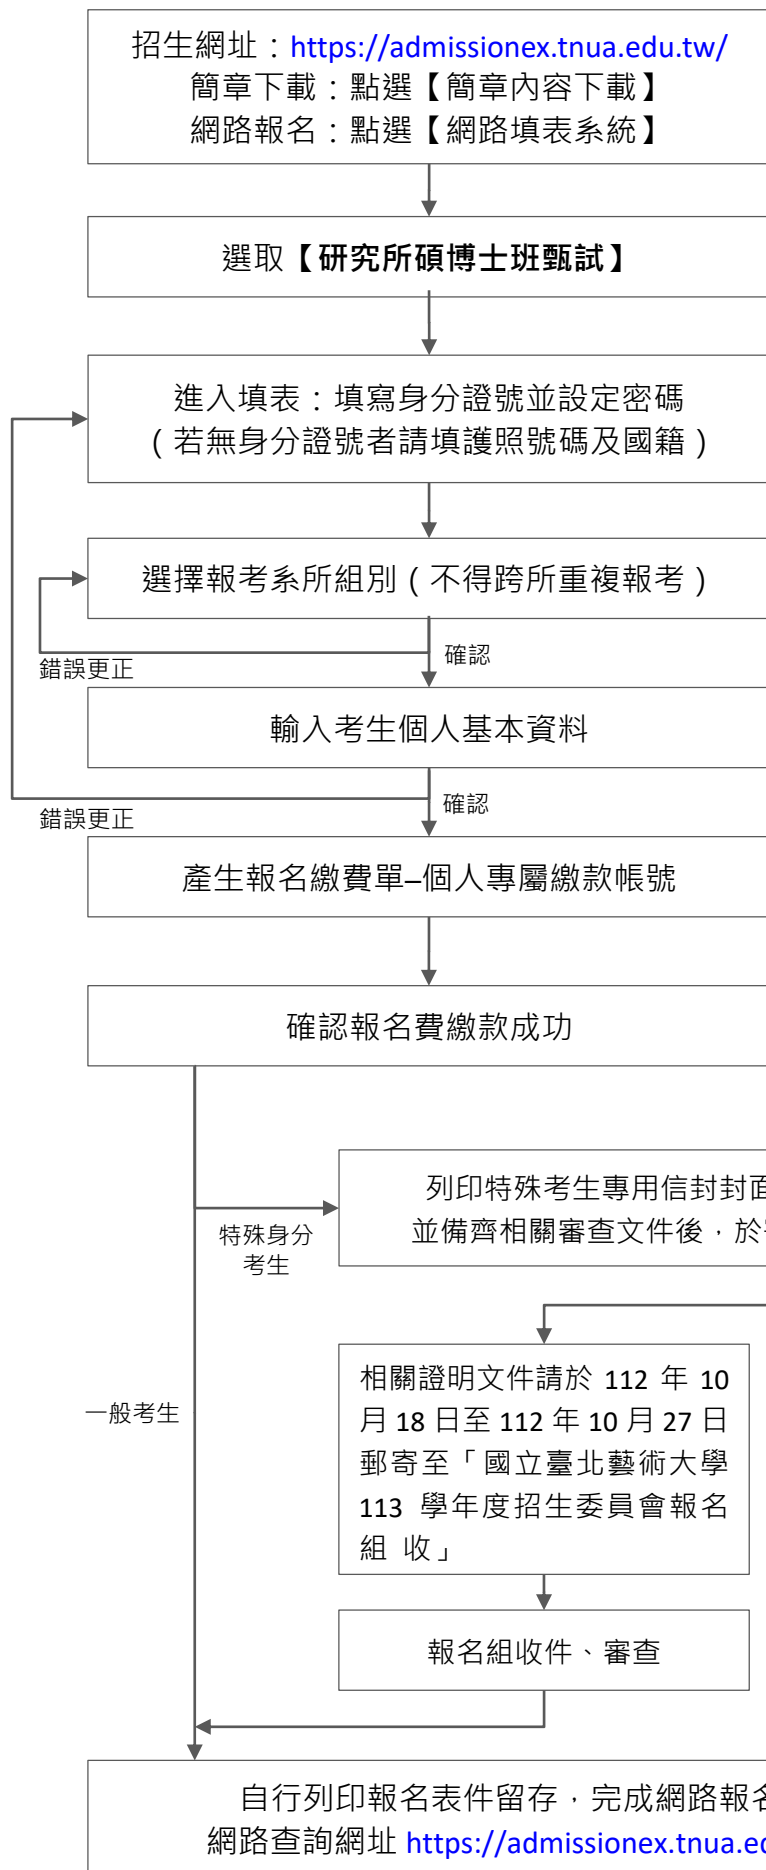 招生網址：https://admissionex.tnua.edu.tw/
簡章下載：點選【簡章內容下載】
網路報名：點選【網路填表系統】
選取【研究所碩博士班甄試】
進入填表：填寫身分證號並設定密碼
（若無身分證號者請填護照號碼及國籍）
選擇報考系所組別（不得跨所重複報考）
錯誤更正
確認
輸入考生個人基本資料
錯誤更正
確認
產生報名繳費單–個人專屬繳款帳號
確認報名費繳款成功
特殊身分
考生
列印特殊考生專用信封封面
並備齊相關審查文件後，於
一般考生
相關證明文件請於 112 年 10
月 18 日至 112 年 10 月 27 日
郵寄至「國立臺北藝術大學
113 學年度招生委員會報名
組 收」
報名組收件、審查
自行列印報名表件留存，完成網路報名
網路查詢網址 https://admissionex.tnua.ed